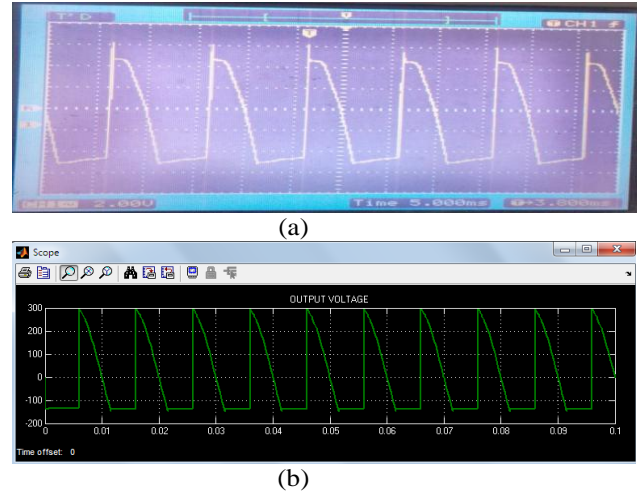 T' D
CH1
2.00V Time 5.000ms 3.800ms
(a)
Scope
OUTPUT VOLTAGE
300
200
100
0
-100
-200
0 0.01 0.02 0.03 0.04 0.05 0.06 0.07 0.08 0.09 0.1
Time offset: 0
(b)